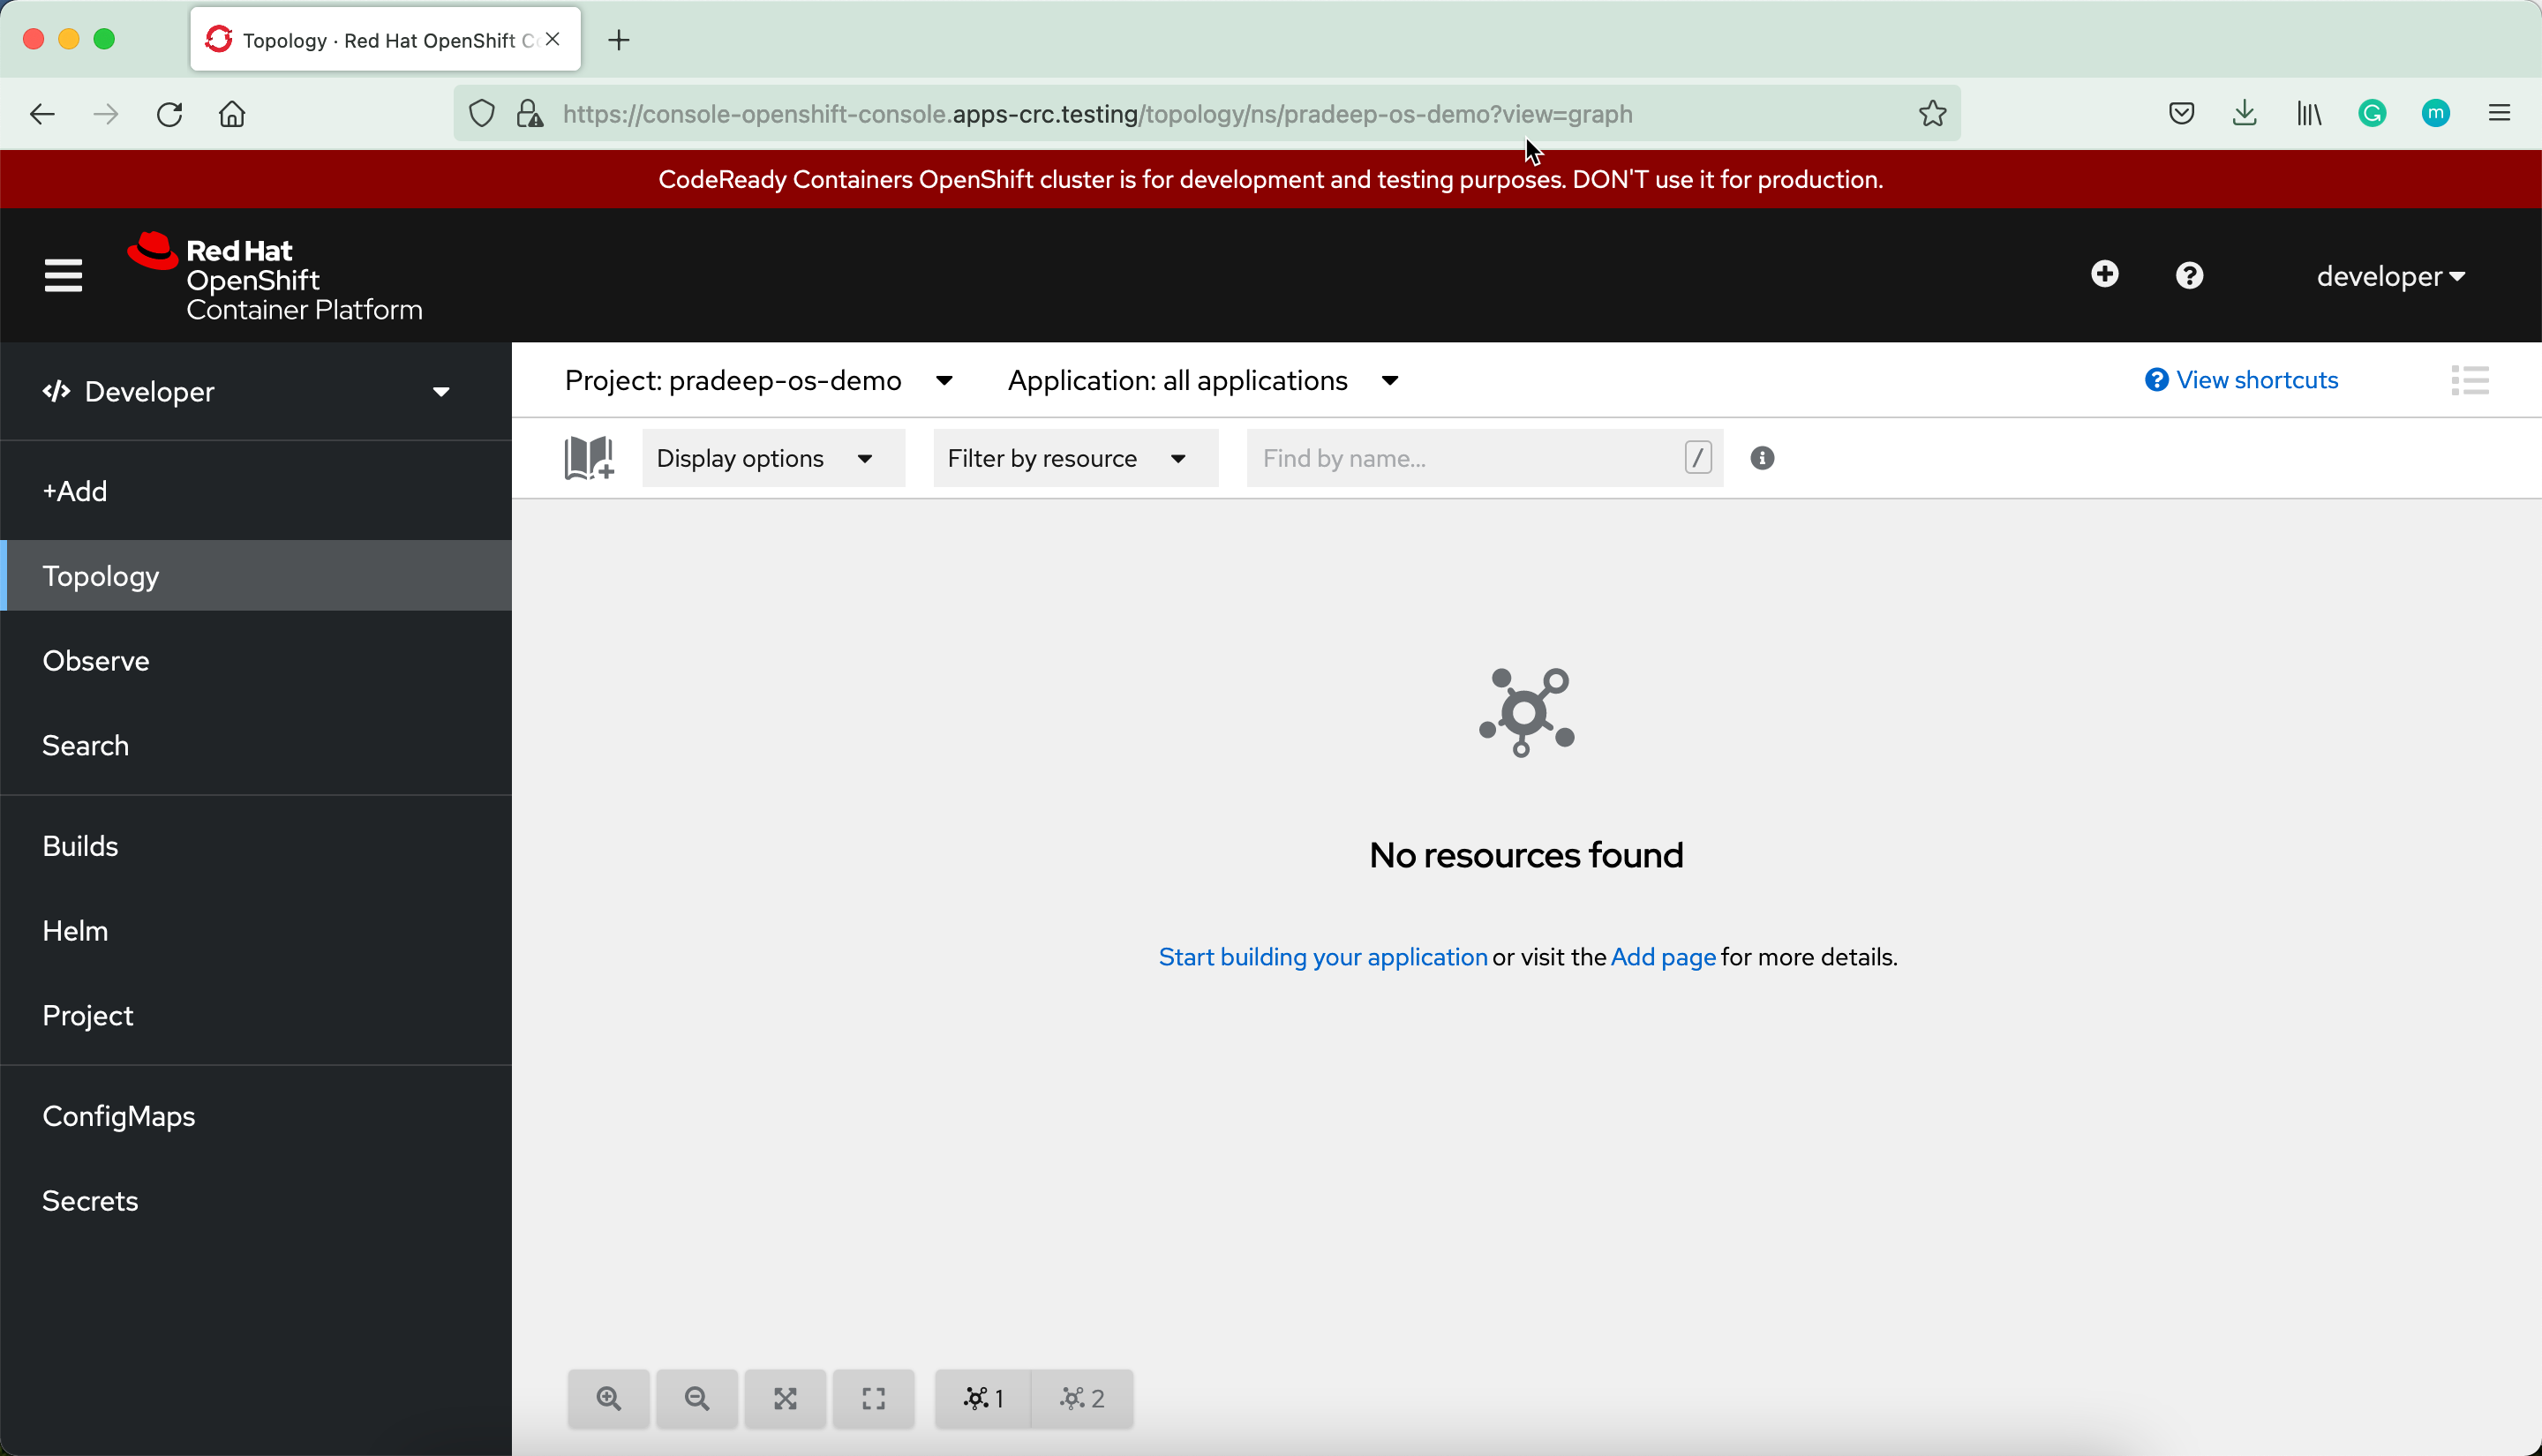 Topology · Red Hat OpenShift Co
https://console-openshift-console.apps-crc.testing/topology/ns/pradeep-os-demo?view=graph
m
CodeReady Containers OpenShift cluster is for development and testing purposes. DON'T use it for production.
Red Hat
OpenShift
Container Platform
developer
Developer
Project: pradeep-os-demo
Application: all applications
View shortcuts
Display options
Filter by resource
Find by name...
/
+Add
Topology
Observe
Search
Builds
Helm
Project
ConfigMaps
Secrets
No resources found
Start building your application or visit the Add page for more details.
1
2